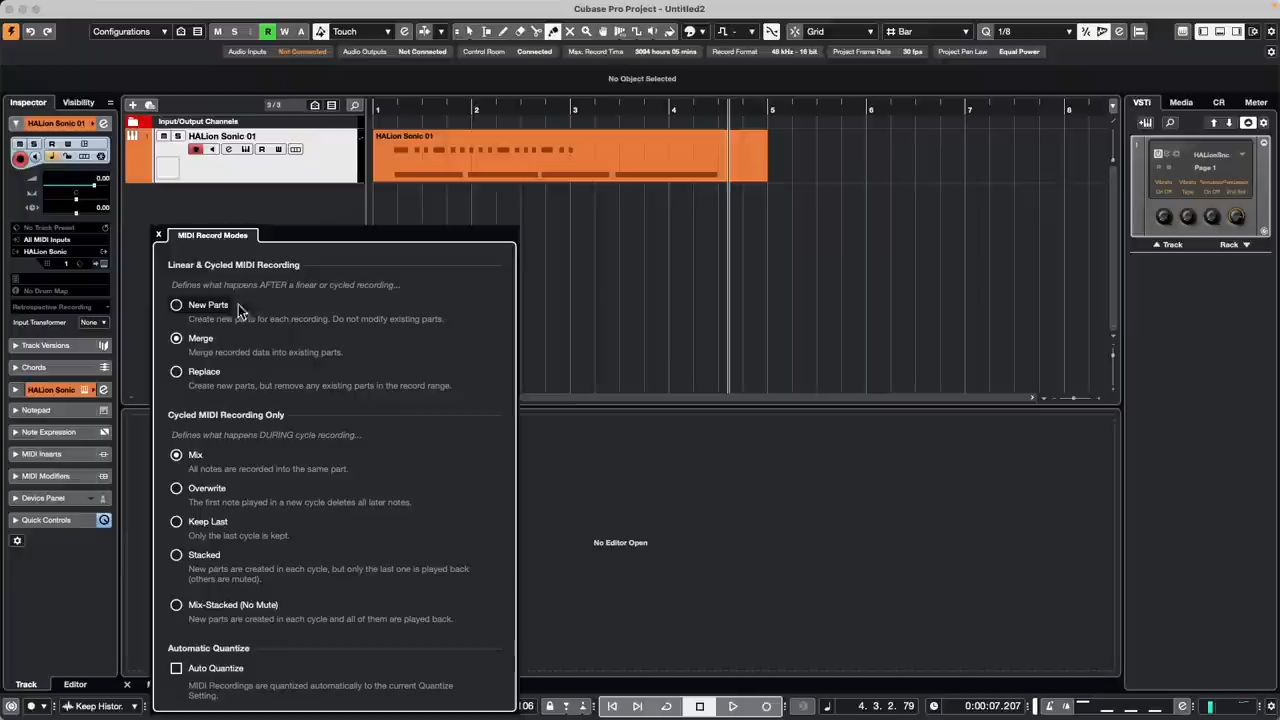 Cubase Pro Project - Untitled2
Configurations M S L R W A Touch Grid Bar Q 1/8
Audio Inputs Not Connected Audio Outputs Not Connected Control Room Connected Max. Record Time 3094 hours 05 mins Record Format 48 kHz - 16 bit Project Frame Rate 30 fps Project Pan Law Equal Power
No Object Selected
Inspector Visibility
3/3
1 2 3 4 5 6 7 8
VSTi Media CR Meter
HALion Sonic 01
Input/Output Channels
M S R W
M S HALion Sonic 01
R W
HALion Sonic 01
1 HALionSnc
Page 1
0.00
0.00
No Track Preset
All MIDI Inputs
HALion Sonic
1
No Drum Map
Retrospective Recording
Input Transformer None
Track Versions
Chords
HALion Sonic
Notepad
Note Expression
MIDI Inserts
MIDI Modifiers
Device Panel
Quick Controls
Track Rack
X MIDI Record Modes
Linear & Cycled MIDI Recording
Defines what happens AFTER a linear or cycled recording...
New Parts
Create new parts for each recording. Do not modify existing parts.
Merge
Merge recorded data into existing parts.
Replace
Create new parts, but remove any existing parts in the record range.
Cycled MIDI Recording Only
Defines what happens DURING cycle recording...
Mix
All notes are recorded into the same part.
Overwrite
The first note played in a new cycle deletes all later notes.
Keep Last
Only the last cycle is kept.
Stacked
New parts are created in each cycle, but only the last one is played back
(others are muted).
Mix-Stacked (No Mute)
New parts are created in each cycle and all of them are played back.
Automatic Quantize
Auto Quantize
MIDI Recordings are quantized automatically to the current Quantize
Setting.
No Editor Open
Track Editor
Keep Histor. 106 4. 3. 2. 79 0:00:07.207